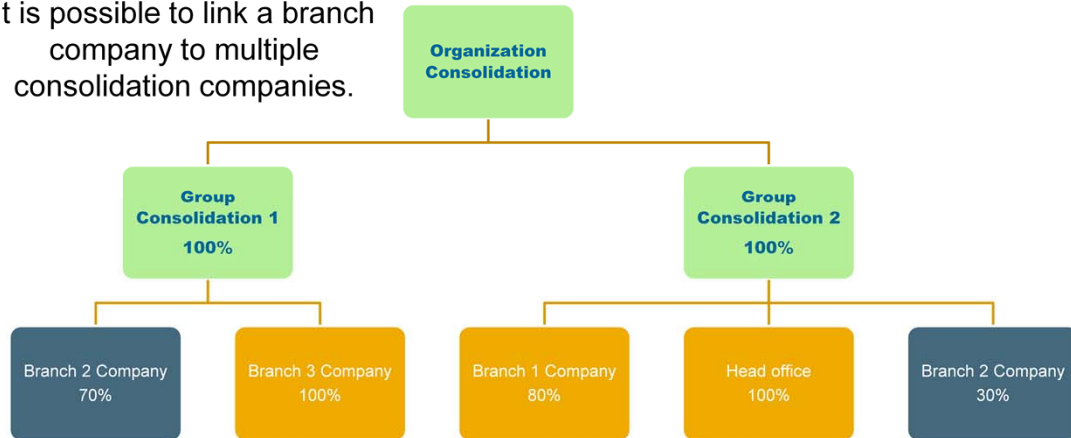 t is possible to link a branch
company to multiple
consolidation companies.
Organization
Consolidation
Group
Consolidation 1
100%
Group
Consolidation 2
100%
Branch 2 Company
70%
Branch 3 Company
100%
Branch 1 Company
80%
Head office
100%
Branch 2 Company
30%